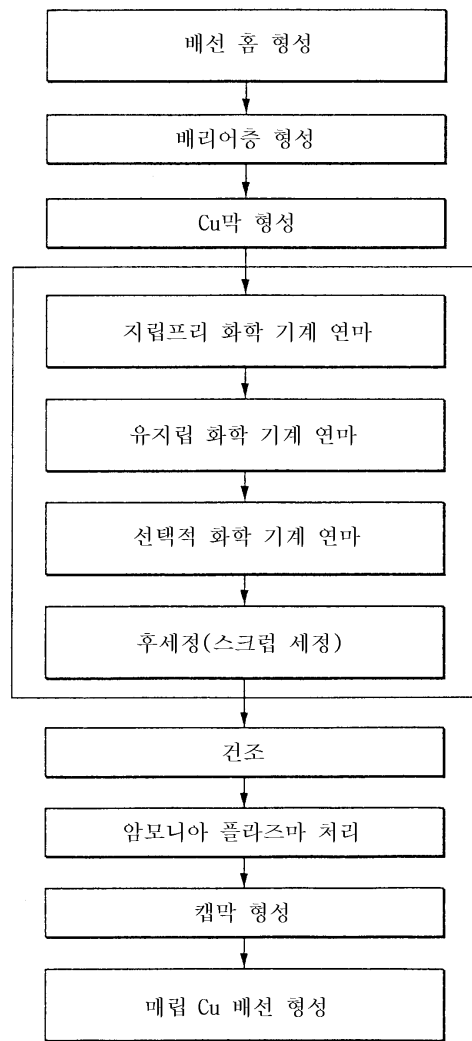 배선 홈 형성
배리어층 형성
Cu막 형성
지립프리 화학 기계 연마
유지립 화학 기계 연마
선택적 화학 기계 연마
후세정(스크럽 세정)
건조
암모니아 플라즈마 처리
캡막 형성
매립 Cu 배선 형성